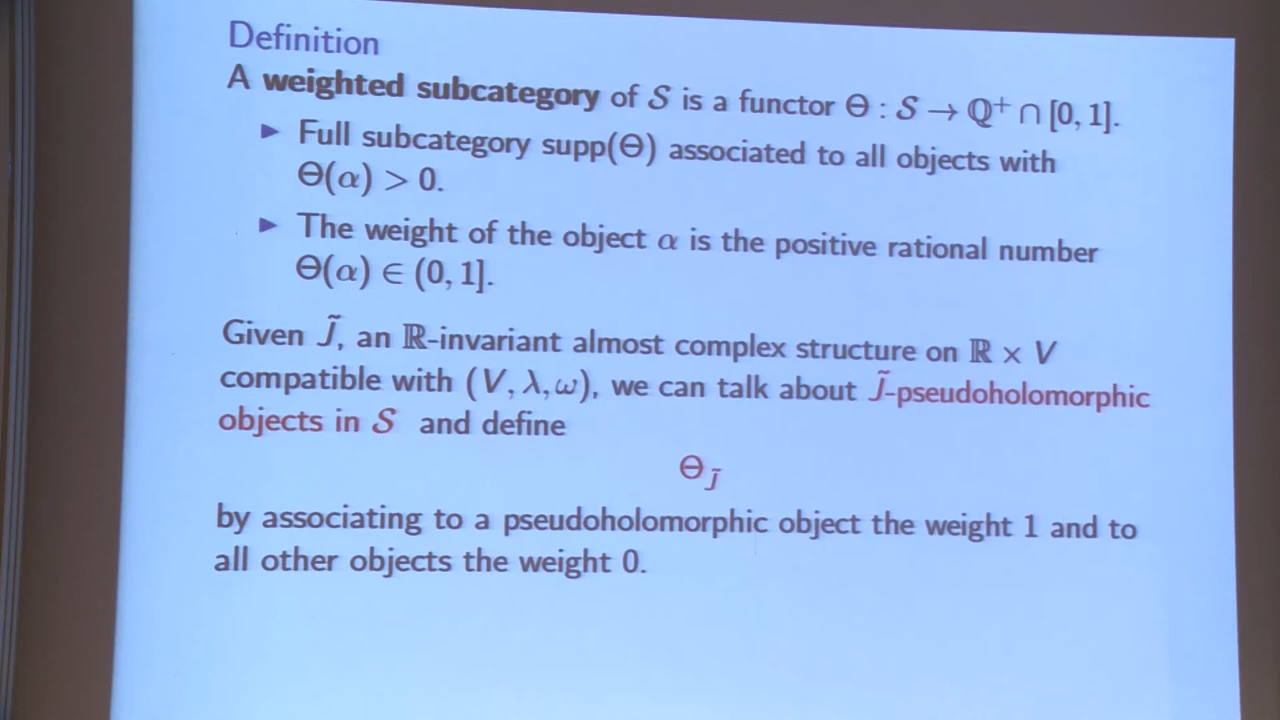 Definition
A weighted subcategory of 𝒮 is a functor Θ : 𝒮 → ℚ⁺ ∩ [0, 1].
▶ Full subcategory supp(Θ) associated to all objects with
Θ(α) > 0.
▶ The weight of the object α is the positive rational number
Θ(α) ∈ (0, 1].
Given J̃, an ℝ-invariant almost complex structure on ℝ × V
compatible with (V, λ, ω), we can talk about J̃-pseudoholomorphic
objects in 𝒮 and define
Θ_J̃
by associating to a pseudoholomorphic object the weight 1 and to
all other objects the weight 0.